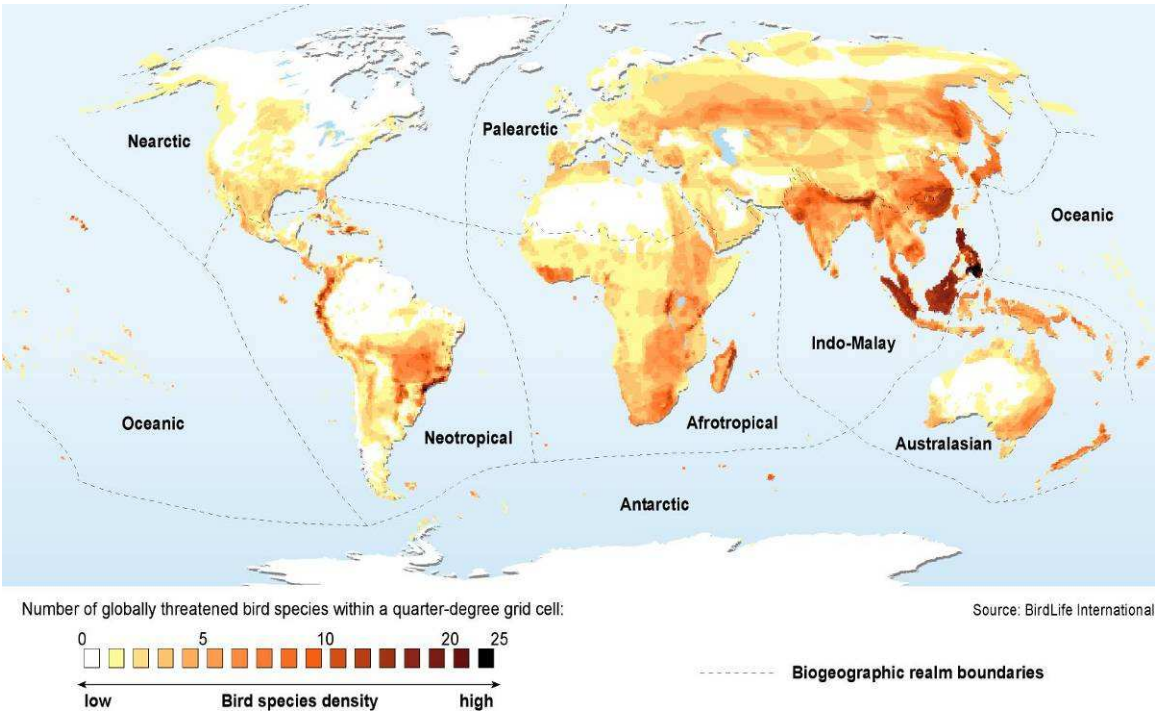 Nearctic
Palearctic
Oceanic
Indo-Malay
Oceanic
Neotropical
Afrotropical
Australasian
Antarctic
Number of globally threatened bird species within a quarter-degree grid cell:
Source: BirdLife International
0 5 10 20 25
low Bird species density high
Biogeographic realm boundaries